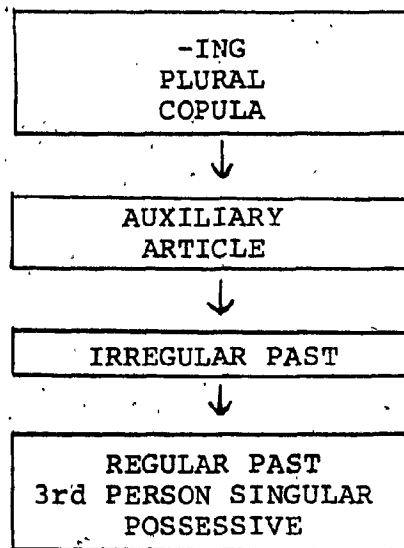 -ING
PLURAL
COPULA
AUXILIARY
ARTICLE
IRREGULAR PAST
REGULAR PAST
3rd PERSON SINGULAR
POSSESSIVE